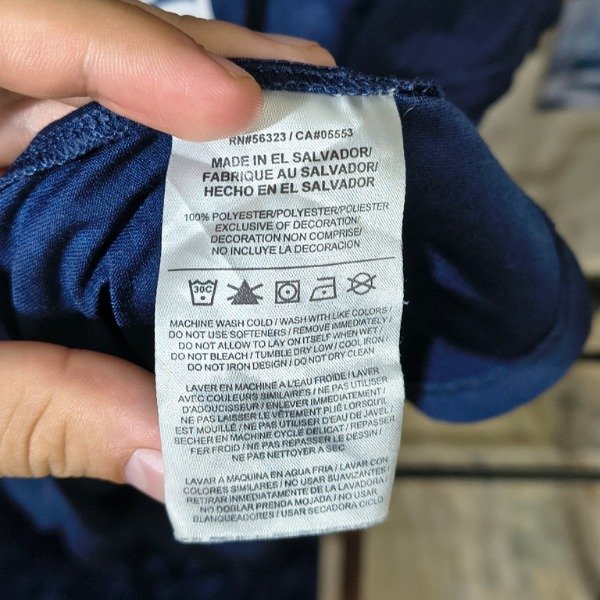 RN#56323 / CA#05553
MADE IN EL SALVADOR/
FABRIQUE AU SALVADOR/
HECHO EN EL SALVADOR
100% POLYESTER/POLYESTER/POLIESTER
EXCLUSIVE OF DECORATION/
DECORATION NON COMPRISE/
NO INCLUYE LA DECORACION
30C
MACHINE WASH COLD / WASH WITH LIKE COLORS /
DO NOT USE SOFTENERS / REMOVE IMMEDIATELY /
DO NOT ALLOW TO LAY ON ITSELF WHEN WET /
DO NOT BLEACH / TUMBLE DRY LOW / COOL IRON /
DO NOT IRON DESIGN / DO NOT DRY CLEAN
LAVER EN MACHINE A L'EAU FROIDE / LAVER
AVEC COULEURS SIMILAIRES / NE PAS UTILISER
D'ADOUCISSEUR / ENLEVER IMMEDIATEMENT /
NE PAS LAISSER LE VÊTEMENT PLIÉ LORSQU'IL
EST MOUILLÉ / NE PAS UTILISER D'EAU DE JAVEL /
SECHER EN MACHINE CYCLE DELICAT / REPASSER
FER FROID / NE PAS REPASSER LE DESSIN /
NE PAS NETTOYER A SEC
LAVAR A MAQUINA EN AGUA FRIA / LAVAR CON
COLORES SIMILARES / NO USAR SUAVIZANTES /
RETIRAR IMMEDIATAMENTE DE LA LAVADORA /
NO DOBLAR PRENDA MOJADA / NO USAR
BLANQUEADORES / USAR SECADORA CICLO